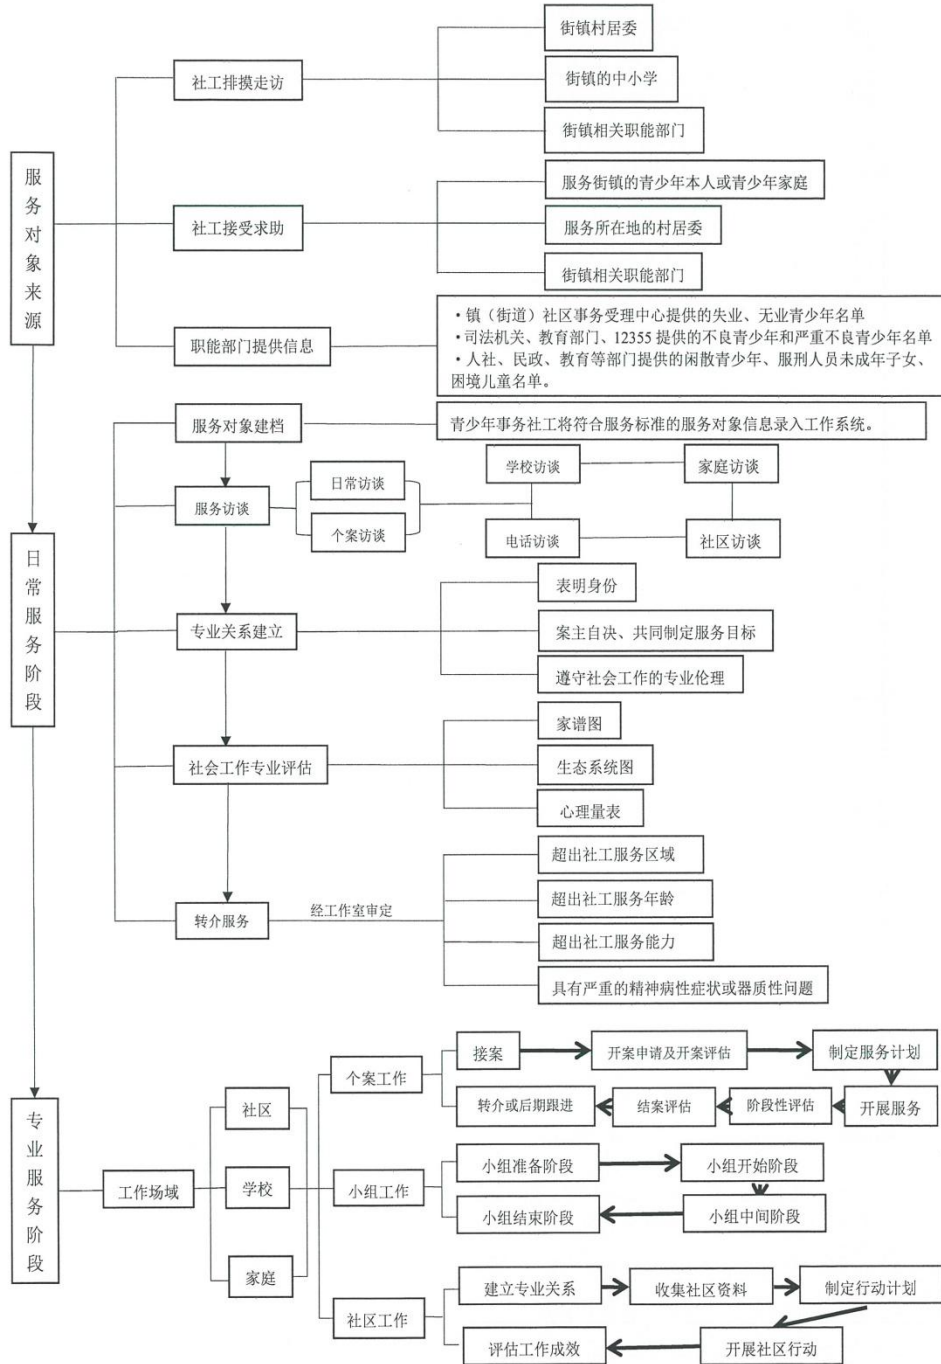 服务对象来源
社工排摸走访
街镇村居委
街镇的中小学
街镇相关职能部门
社工接受求助
服务街镇的青少年本人或青少年家庭
服务所在地的村居委
街镇相关职能部门
职能部门提供信息
•镇（街道）社区事务受理中心提供的失业、无业青少年名单
•司法机关、教育部门、12355 提供的不良青少年和严重不良青少年名单
•人社、民政、教育等部门提供的闲散青少年、服刑人员未成年子女、
困境儿童名单。
日常服务阶段
服务对象建档
青少年事务社工将符合服务标准的服务对象信息录入工作系统。
服务访谈
日常访谈
个案访谈
学校访谈
家庭访谈
电话访谈
社区访谈
专业关系建立
表明身份
案主自决、共同制定服务目标
遵守社会工作的专业伦理
社会工作专业评估
家谱图
生态系统图
心理量表
转介服务
经工作室审定
超出社工服务区域
超出社工服务年龄
超出社工服务能力
具有严重的精神病性症状或器质性问题
专业服务阶段
工作场域
社区
学校
家庭
个案工作
接案
开案申请及开案评估
制定服务计划
转介或后期跟进
结案评估
阶段性评估
开展服务
小组工作
小组准备阶段
小组开始阶段
小组结束阶段
小组中间阶段
社区工作
建立专业关系
收集社区资料
制定行动计划
评估工作成效
开展社区行动